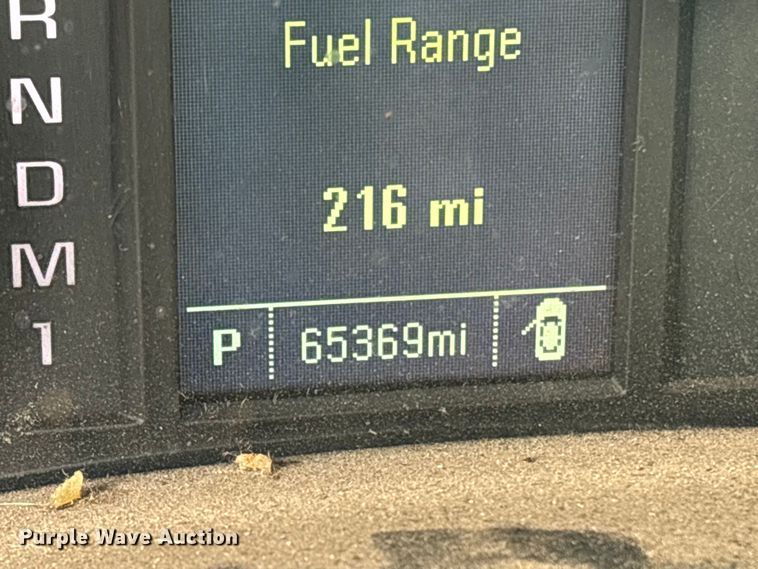 Fuel Range
216 mi
P 65369mi
R
N
D
M
1
Purple Wave Auction